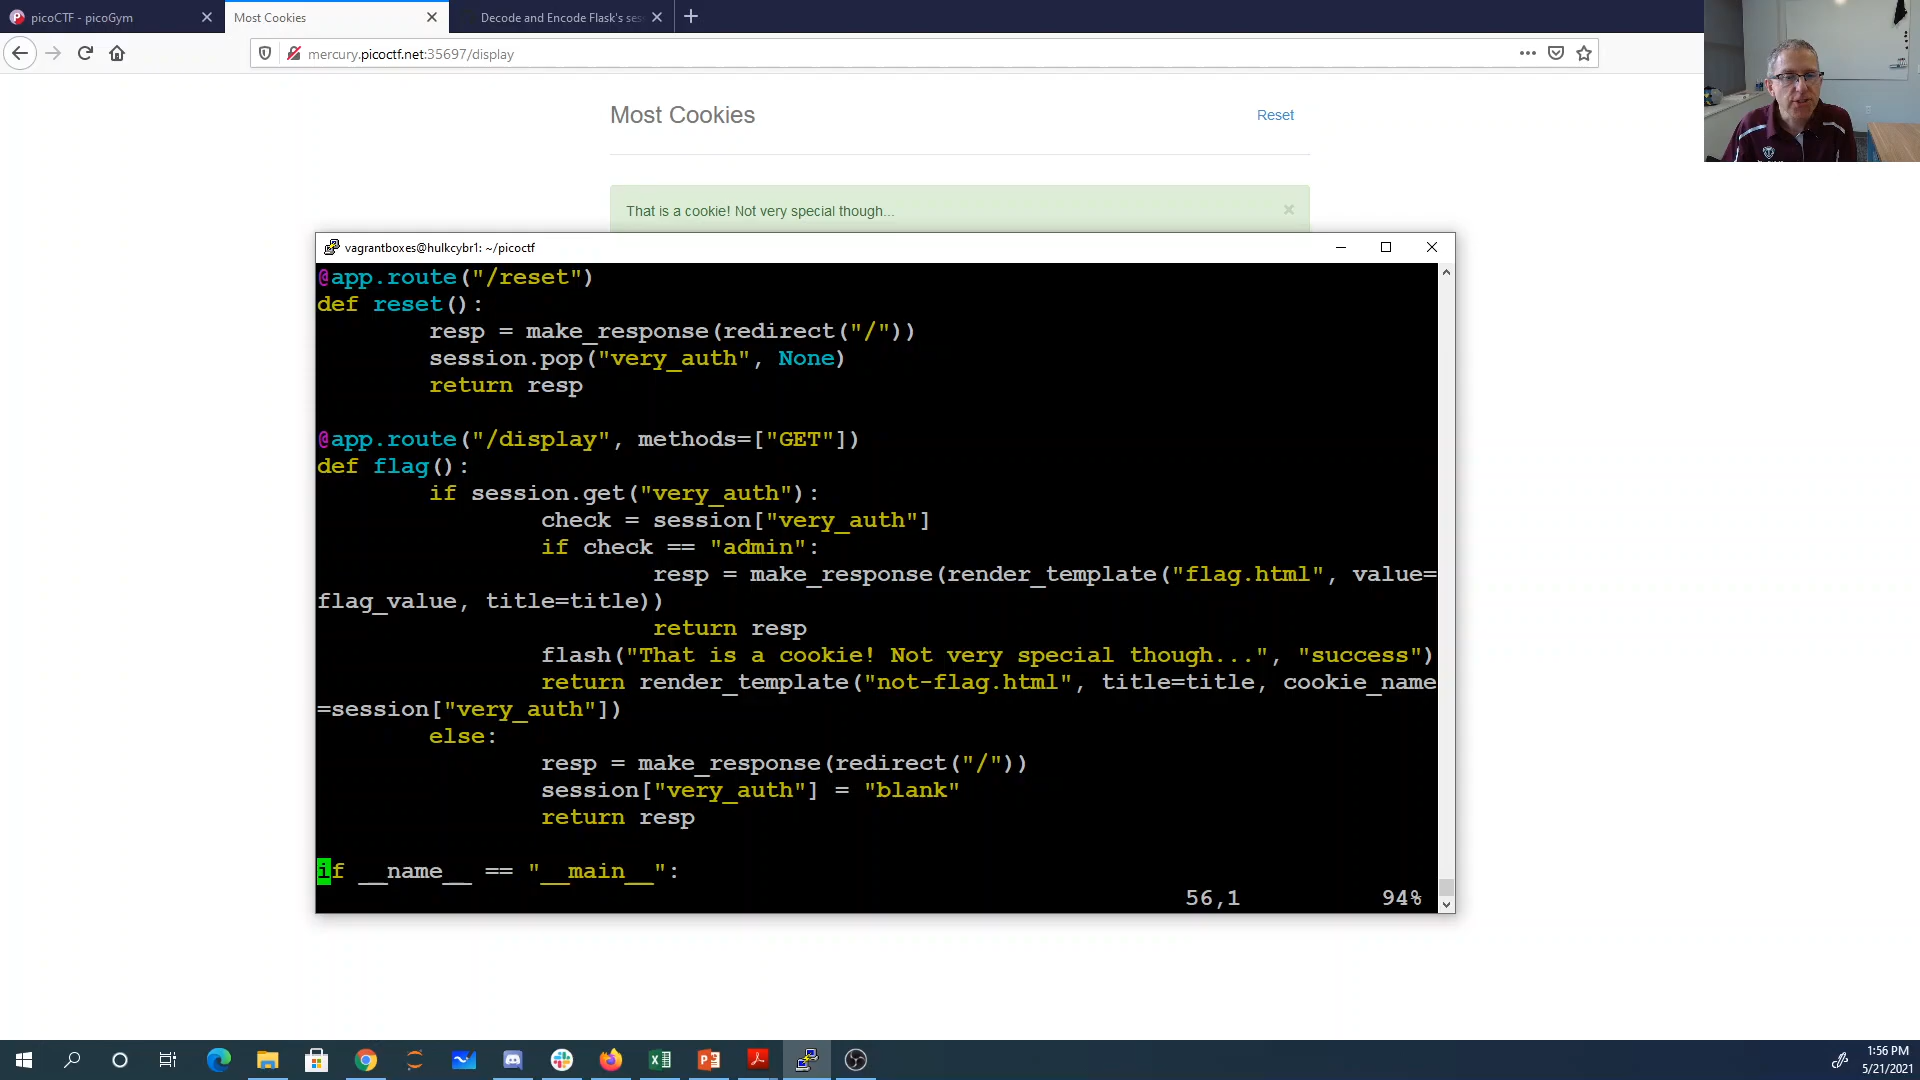 picoCTF - picoGym
Most Cookies
Decode and Encode Flask's ses
mercury.picoctf.net:35697/display
Most Cookies
Reset
That is a cookie! Not very special though...
vagrantboxes@hulkcybr1: ~/picoctf
@app.route("/reset")
def reset():
resp = make_response(redirect("/"))
session.pop("very_auth", None)
return resp
@app.route("/display", methods=["GET"])
def flag():
if session.get("very_auth"):
check = session["very_auth"]
if check == "admin":
resp = make_response(render_template("flag.html", value=
flag_value, title=title))
return resp
flash("That is a cookie! Not very special though...", "success")
return render_template("not-flag.html", title=title, cookie_name
=session["very_auth"])
else:
resp = make_response(redirect("/"))
session["very_auth"] = "blank"
return resp
if __name__ == "__main__":
56,1 94%
1:56 PM
5/21/2021